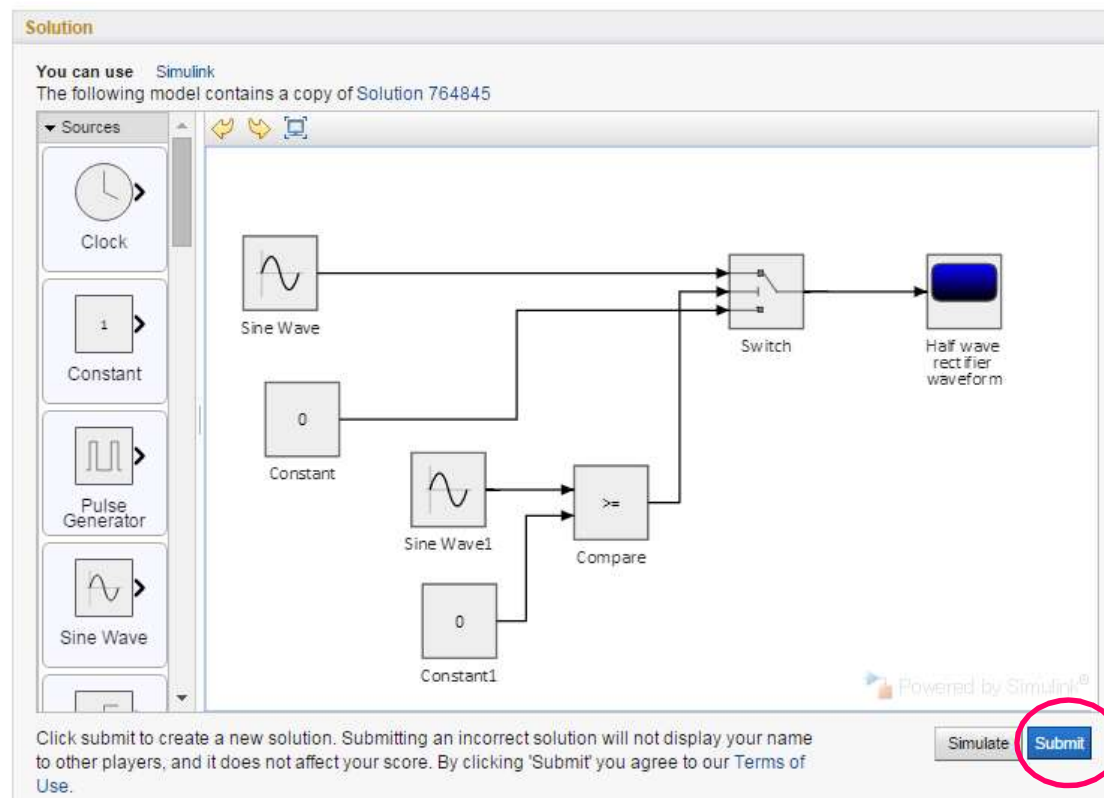 Solution
You can use Simulink
The following model contains a copy of Solution 764845
Sources
Clock
1
Constant
Pulse
Generator
Sine Wave
Sine Wave
0
Constant
Sine Wave1
0
Constant1
>=
Compare
Switch
Half wave
rectifier
waveform
Powered by Simulink®
Click submit to create a new solution. Submitting an incorrect solution will not display your name
to other players, and it does not affect your score. By clicking 'Submit' you agree to our Terms of
Use.
Simulate
Submit